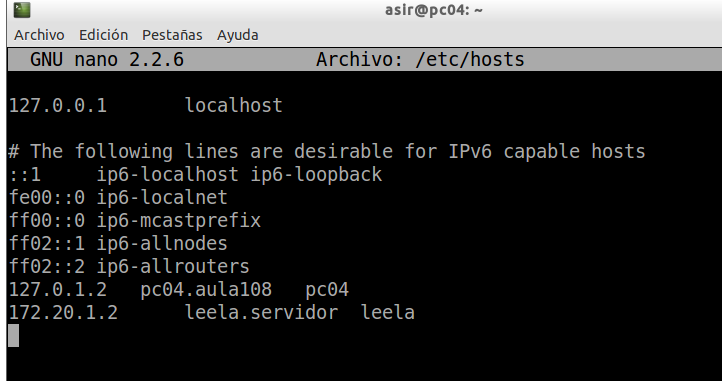 asir@pc04: ~
Archivo Edición Pestañas Ayuda
GNU nano 2.2.6 Archivo: /etc/hosts
127.0.0.1 localhost
# The following lines are desirable for IPv6 capable hosts
::1 ip6-localhost ip6-loopback
fe00::0 ip6-localnet
ff00::0 ip6-mcastprefix
ff02::1 ip6-allnodes
ff02::2 ip6-allrouters
127.0.1.2 pc04.aula108 pc04
172.20.1.2 leela.servidor leela